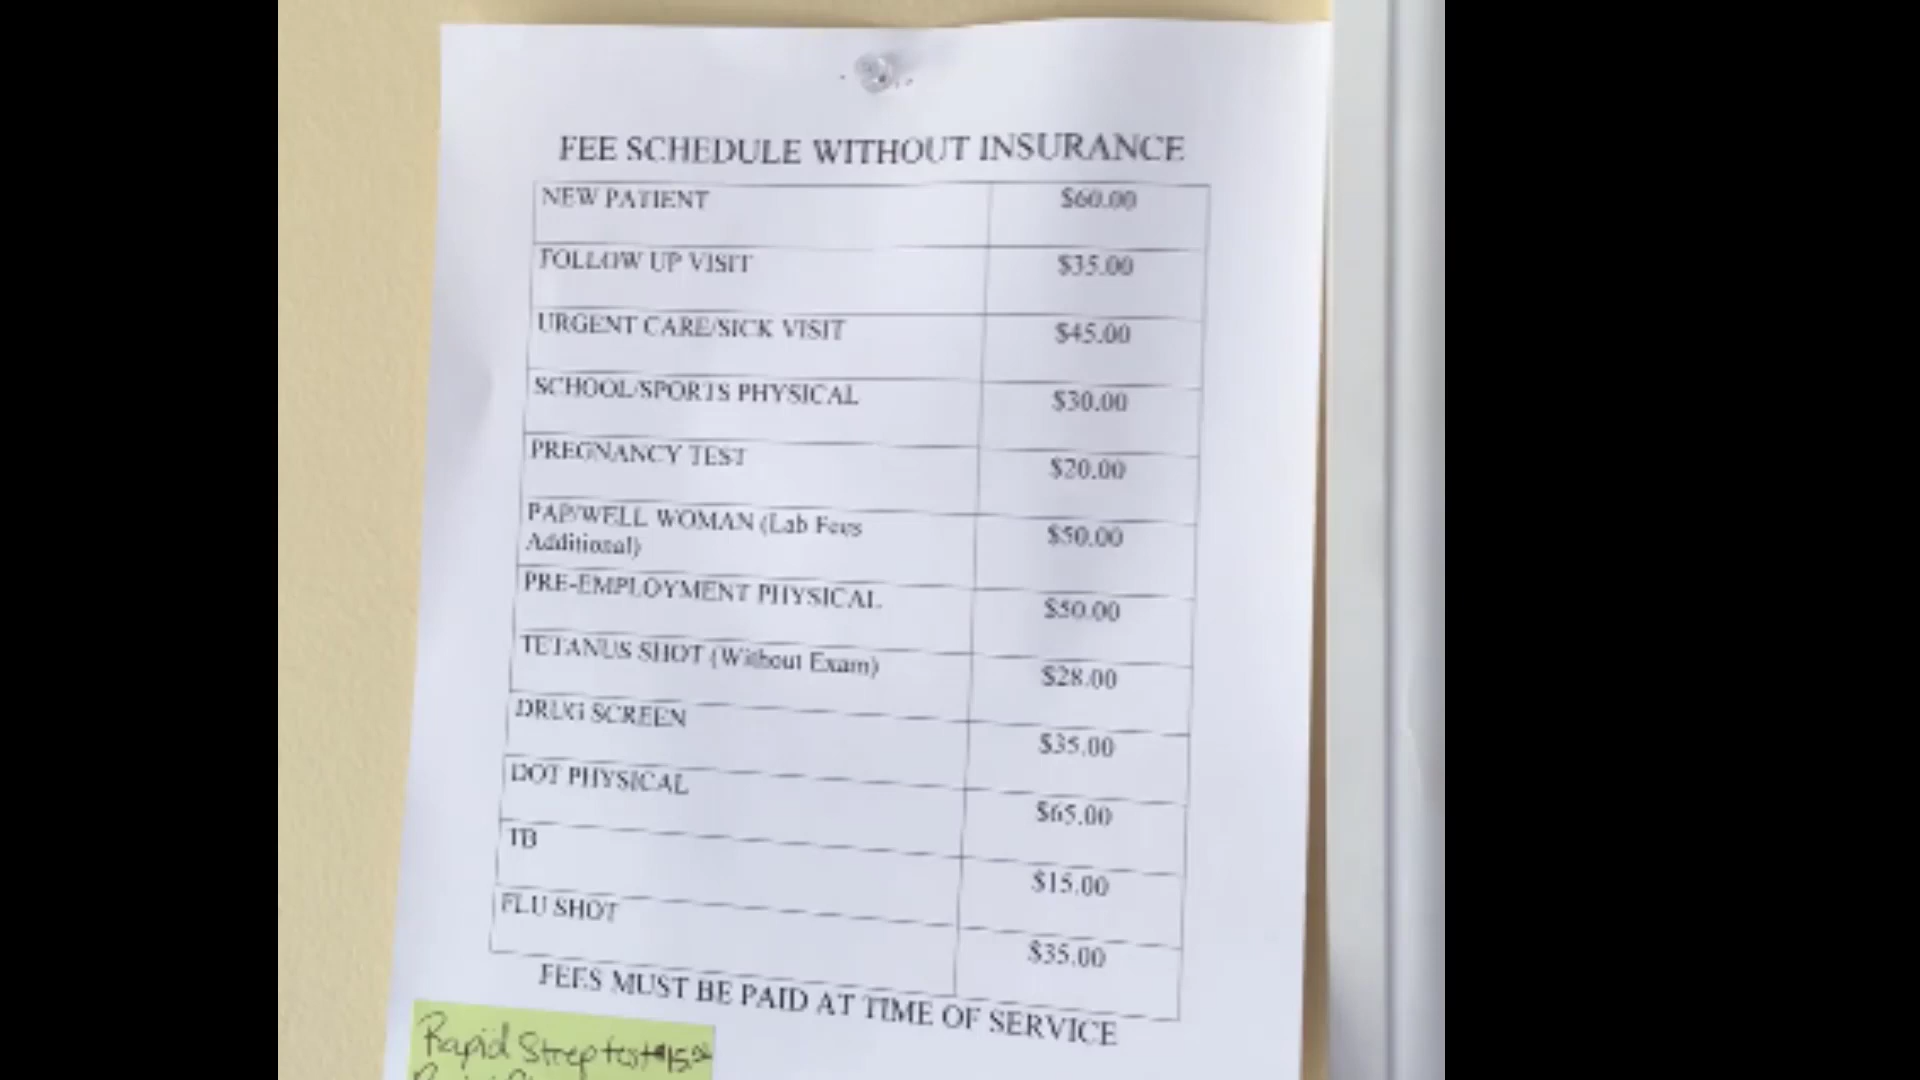 FEE SCHEDULE WITHOUT INSURANCE
NEW PATIENT $60.00
FOLLOW UP VISIT $35.00
URGENT CARE/SICK VISIT $45.00
SCHOOL/SPORTS PHYSICAL $30.00
PREGNANCY TEST $20.00
PAP/WELL WOMAN (Lab Fees $50.00
Additional)
PRE-EMPLOYMENT PHYSICAL $50.00
TETANUS SHOT (Without Exam) $28.00
DRUG SCREEN $35.00
DOT PHYSICAL $65.00
TB $15.00
FLU SHOT $35.00
FEES MUST BE PAID AT TIME OF SERVICE
Rapid Strep test $15.00